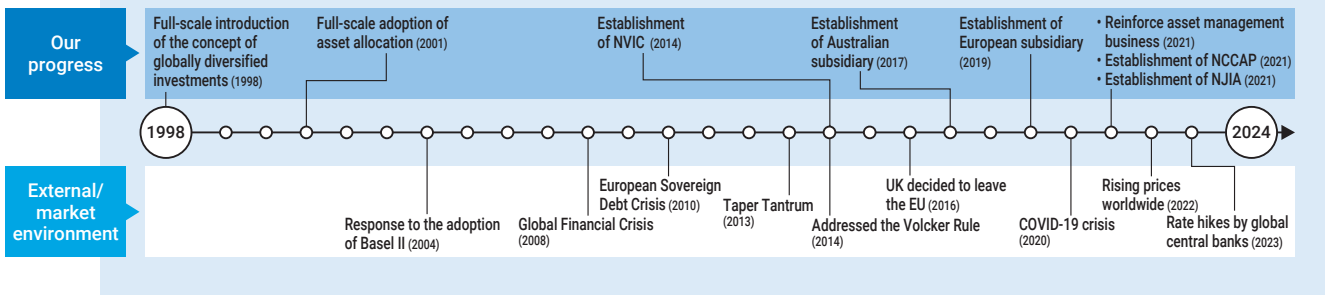 Our
progress
Full-scale introduction
of the concept of
globally diversified
investments (1998)
Full-scale adoption of
asset allocation (2001)
Establishment
of NVIC (2014)
Establishment
of Australian
subsidiary (2017)
Establishment of
European subsidiary
(2019)
• Reinforce asset management
business (2021)
• Establishment of NCCAP (2021)
• Establishment of NJIA (2021)
1998
2024
External/
market
environment
Response to the adoption
of Basel II (2004)
Global Financial Crisis
(2008)
European Sovereign
Debt Crisis (2010)
Taper Tantrum
(2013)
Addressed the Volcker Rule
(2014)
UK decided to leave
the EU (2016)
COVID-19 crisis
(2020)
Rising prices
worldwide (2022)
Rate hikes by global
central banks (2023)